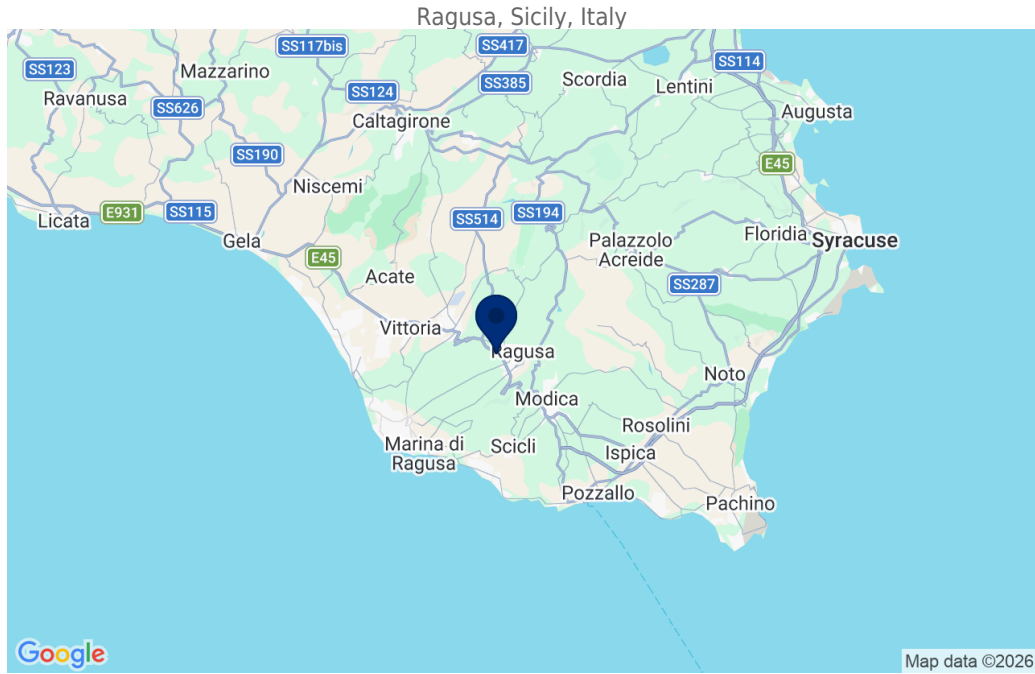 Ragusa, Sicily, Italy
SS117bis
SS417
SS114
SS123
Mazzarino
Scordia
SS385
Lentini
Ravanusa
SS124
SS626
Caltagirone
Augusta
SS190
E45
Niscemi
Licata
E931
SS115
SS514
SS194
Gela
Palazzolo
Acreide
Floridia
Syracuse
E45
Acate
SS287
Vittoria
Ragusa
Noto
Modica
Rosolini
Marina di
Ragusa
Scicli
Ispica
Pozzallo
Pachino
Google
Map data ©2026